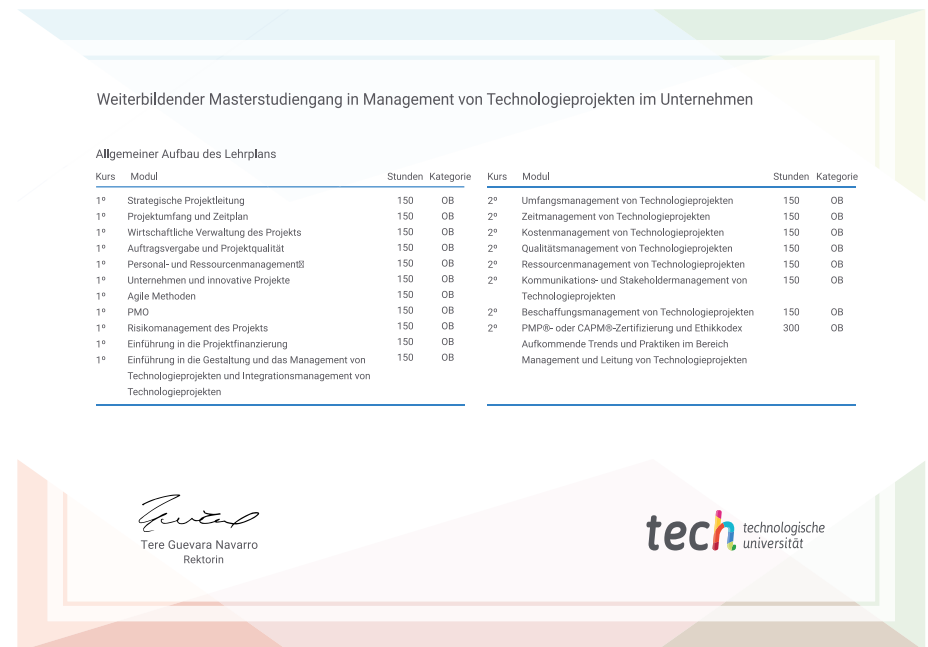 Weiterbildender Masterstudiengang in Management von Technologieprojekten im Unternehmen
Allgemeiner Aufbau des Lehrplans
Kurs Modul Stunden Kategorie
1º Strategische Projektleitung 150 OB
1º Projektumfang und Zeitplan 150 OB
1º Wirtschaftliche Verwaltung des Projekts 150 OB
1º Auftragsvergabe und Projektqualität 150 OB
1º Personal- und Ressourcenmanagement 150 OB
1º Unternehmen und innovative Projekte 150 OB
1º Agile Methoden 150 OB
1º PMO 150 OB
1º Risikomanagement des Projekts 150 OB
1º Einführung in die Projektfinanzierung 150 OB
1º Einführung in die Gestaltung und das Management von 150 OB
Technologieprojekten und Integrationsmanagement von
Technologieprojekten
Kurs Modul Stunden Kategorie
2º Umfangsmanagement von Technologieprojekten 150 OB
2º Zeitmanagement von Technologieprojekten 150 OB
2º Kostenmanagement von Technologieprojekten 150 OB
2º Qualitätsmanagement von Technologieprojekten 150 OB
2º Ressourcenmanagement von Technologieprojekten 150 OB
2º Kommunikations- und Stakeholdermanagement von 150 OB
Technologieprojekten
2º Beschaffungsmanagement von Technologieprojekten 150 OB
2º PMP®- oder CAPM®-Zertifizierung und Ethikkodex 300 OB
Aufkommende Trends und Praktiken im Bereich
Management und Leitung von Technologieprojekten
Tere Guevara Navarro
Rektorin
tech technologische
universität